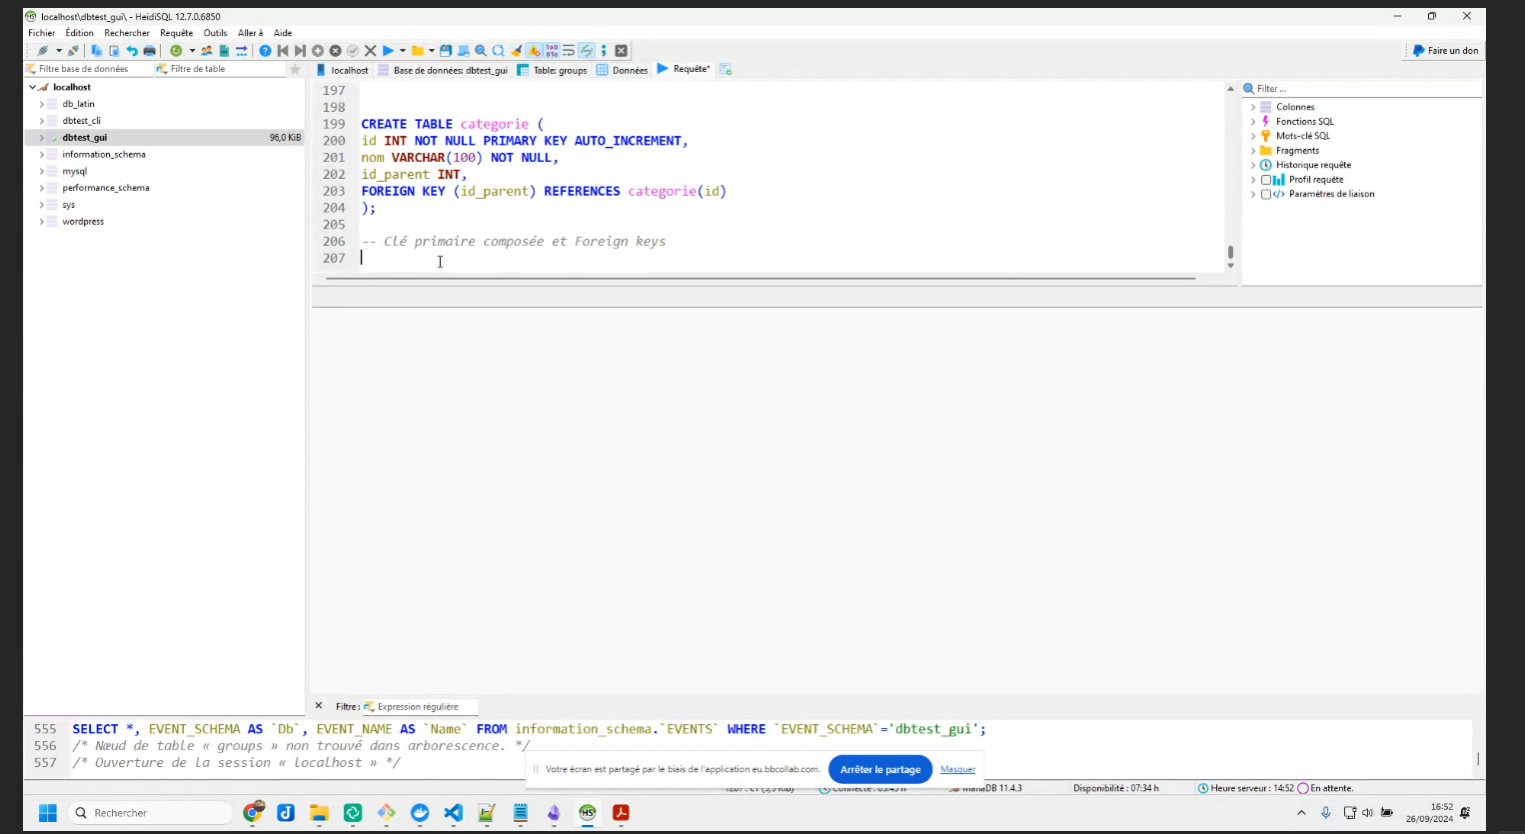 localhost\dbtest_gui\ - HeidiSQL 12.7.0.6850
Fichier Édition Rechercher Requête Outils Aller à Aide
Faire un don
Filtre base de données Filtre de table
localhost Base de données: dbtest_gui Table: groups Données Requête*
localhost
db_latin
dbtest_cli
dbtest_gui 96,0 KiB
information_schema
mysql
performance_schema
sys
wordpress
197
198
199 CREATE TABLE categorie (
200 id INT NOT NULL PRIMARY KEY AUTO_INCREMENT,
201 nom VARCHAR(100) NOT NULL,
202 id_parent INT,
203 FOREIGN KEY (id_parent) REFERENCES categorie(id)
204 );
205
206 -- Clé primaire composée et Foreign keys
207
Filter ...
Colonnes
Fonctions SQL
Mots-clé SQL
Fragments
Historique requête
Profil requête
Paramètres de liaison
Filtre : Expression régulière
555 SELECT *, EVENT_SCHEMA AS `Db`, EVENT_NAME AS `Name` FROM information_schema.`EVENTS` WHERE `EVENT_SCHEMA`='dbtest_gui';
556 /* Nœud de table « groups » non trouvé dans arborescence. */
557 /* Ouverture de la session « localhost » */
Votre écran est partagé par le biais de l'application eu.bbcollab.com. Arrêter le partage Masquer
MariaDB 11.4.3 Disponibilité : 07:34 h Heure serveur : 14:52 En attente.
Rechercher
16:52
26/09/2024